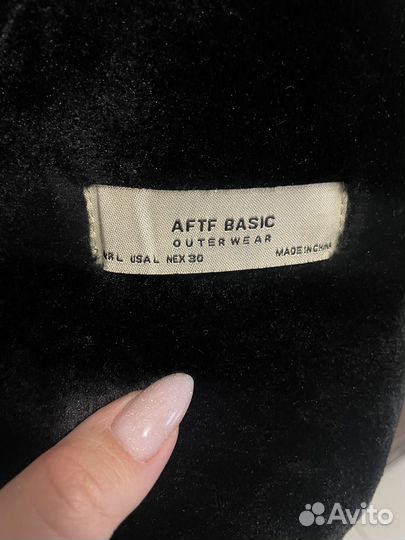 AFTF BASIC
OUTERWEAR
USA L MEX 30 MADE IN CHINA
Avito